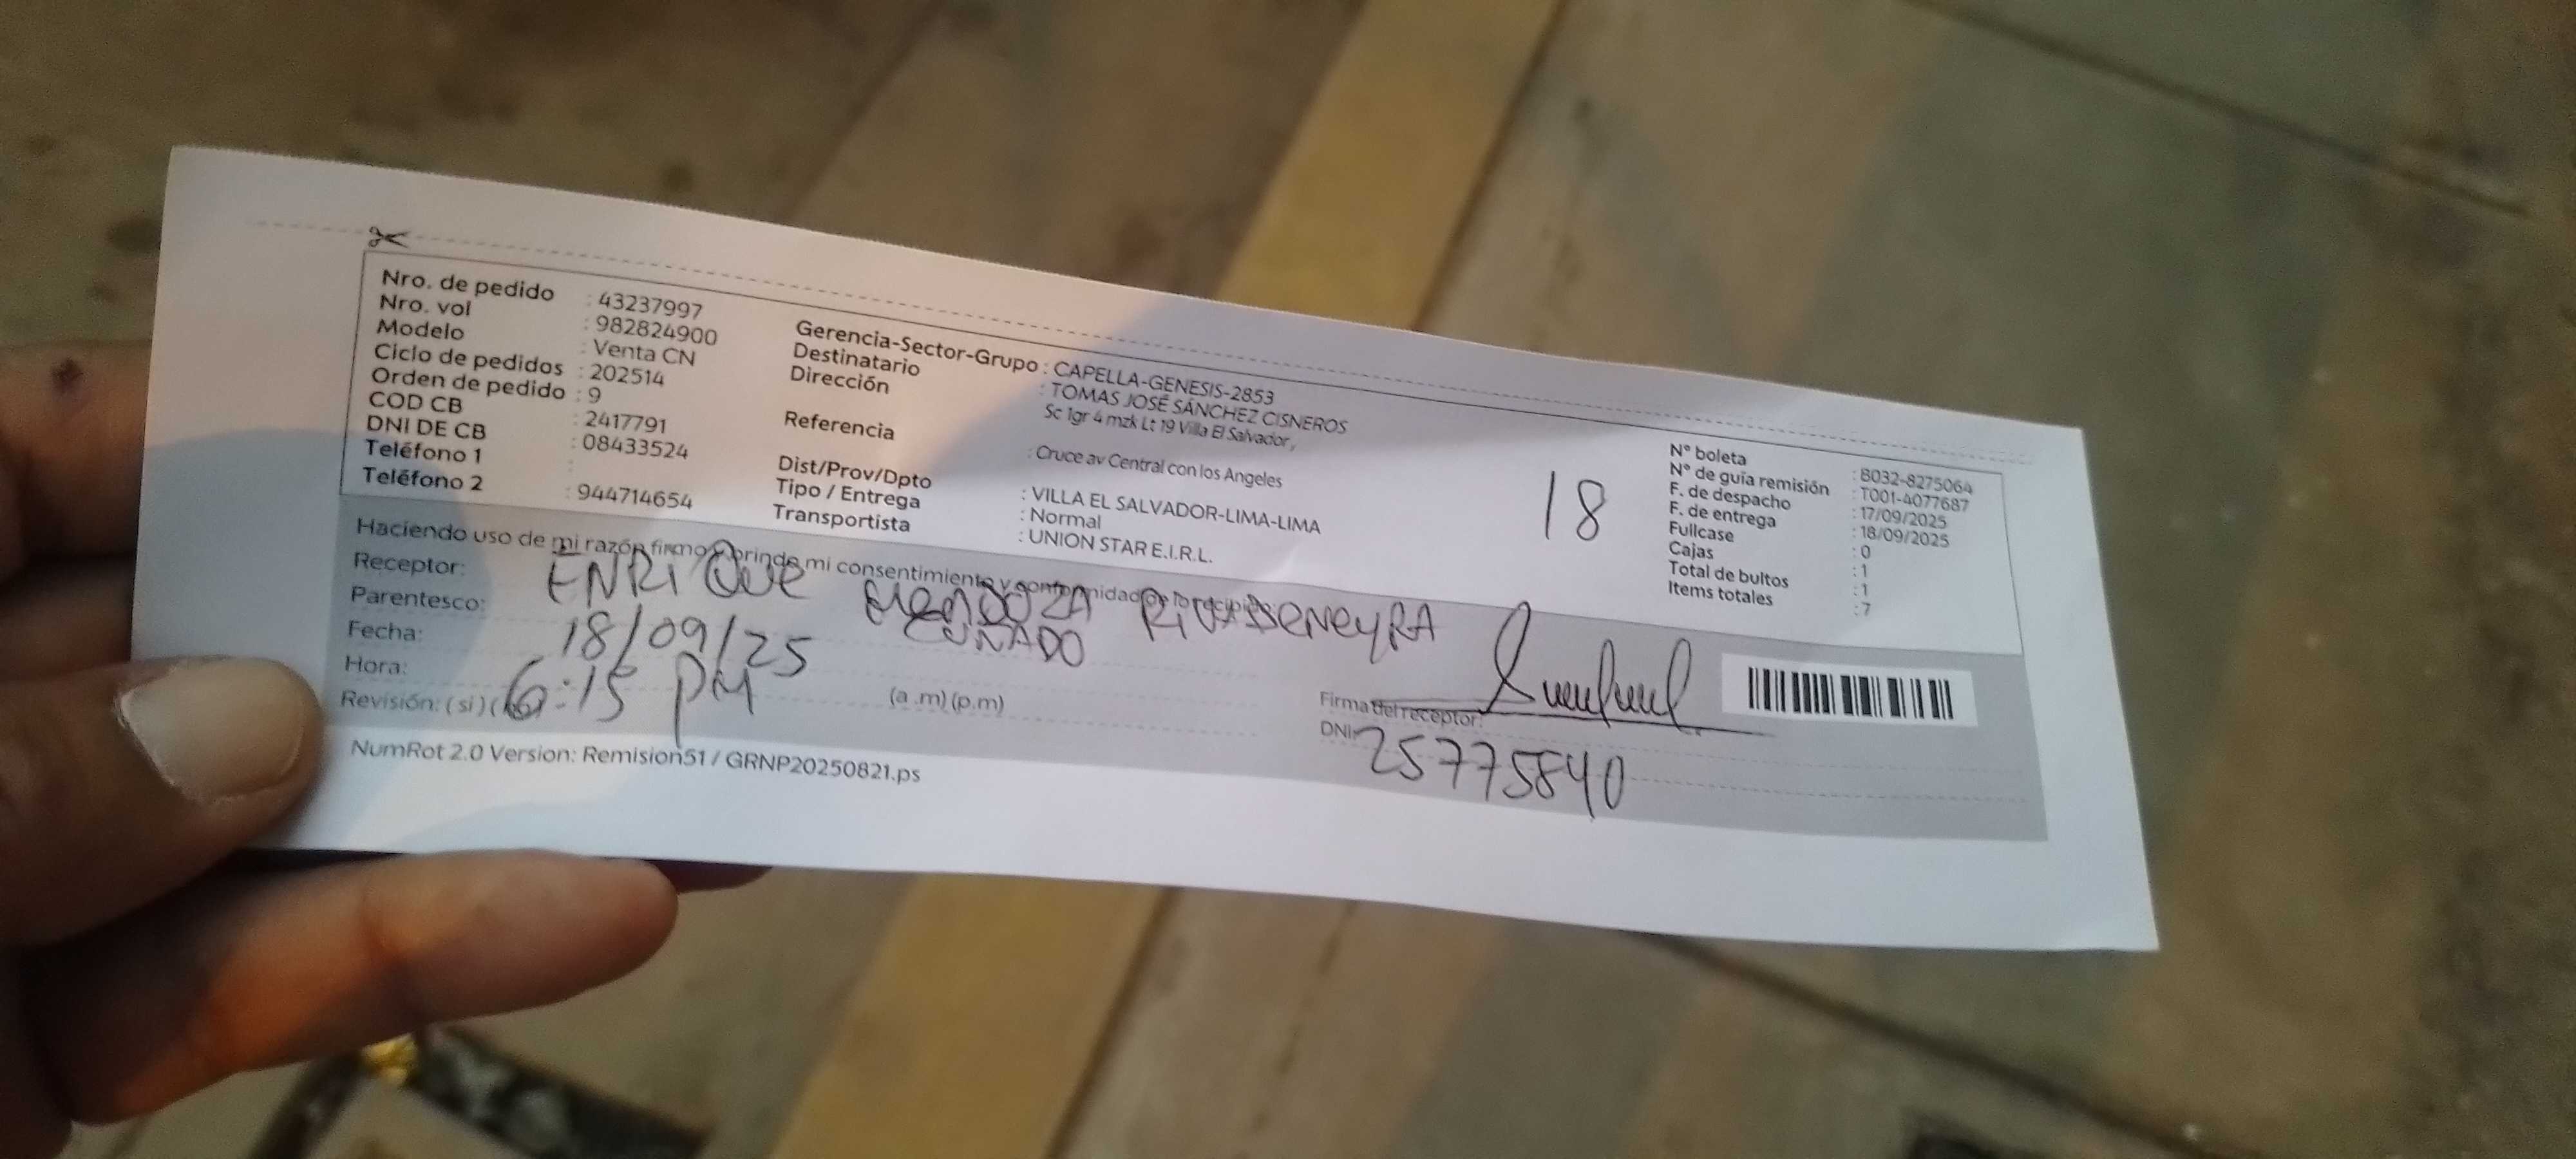 Nro. de pedido : 43237997
Nro. vol : 982824900
Modelo : Venta CN
Ciclo de pedidos : 202514
Orden de pedido : 9
COD CB : 2417791
DNI DE CB : 08433524
Teléfono 1 :
Teléfono 2 : 944714654
Gerencia-Sector-Grupo : CAPELLA-GENESIS-2853
Destinatario : TOMAS JOSÉ SÁNCHEZ CISNEROS
Dirección Sc 1gr 4 mzk Lt 19 Villa El Salvador,
Referencia : Cruce av Central con los Angeles
Dist/Prov/Dpto : VILLA EL SALVADOR-LIMA-LIMA
Tipo / Entrega : Normal
Transportista : UNION STAR E.I.R.L.
18
N° boleta : B032-8275064
N° de guía remisión : T001-4077687
F. de despacho : 17/09/2025
F. de entrega : 18/09/2025
Fullcase : 0
Cajas : 1
Total de bultos : 1
Items totales : 7
Haciendo uso de mi razón firmo y brindo mi consentimiento y conformidad de lo recibido
Receptor: ENRIQUE MENDOZA RIVADENEYRA
Parentesco: CUÑADO
Fecha: 18/09/25
Hora: 6:15 PM (a.m) (p.m)
Revisión: (si) (
Firma del receptor:
DNI: 25775840
NumRot 2.0 Version: Remision51 / GRNP20250821.ps